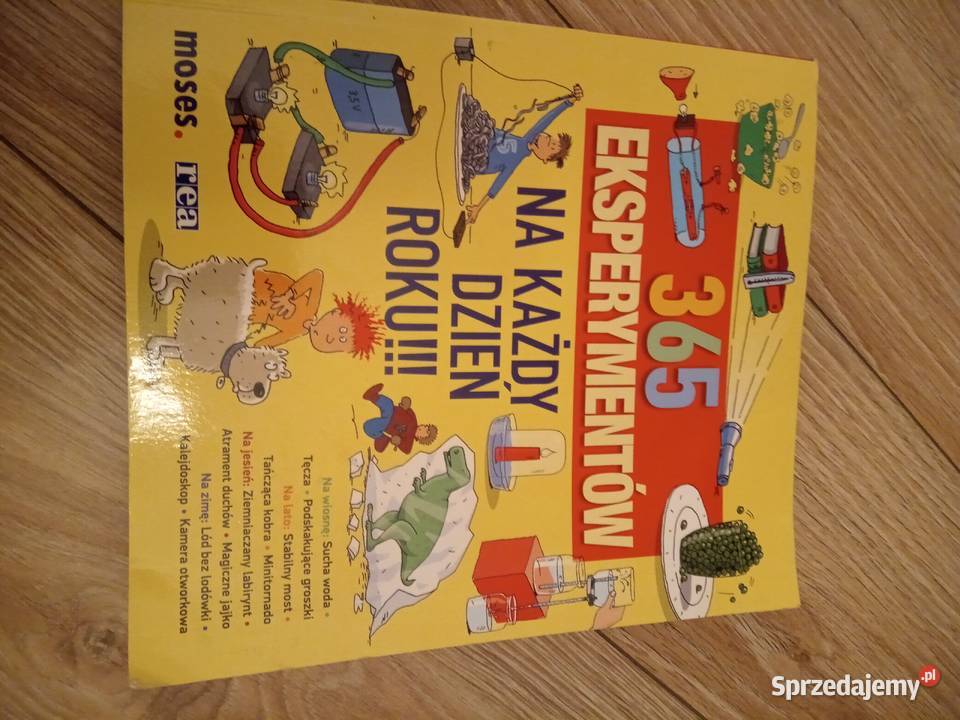 365
EKSPERYMENTÓW
NA KAŻDY
DZIEŃ
ROKU!!!
3,5 V
Na wiosnę: Sucha woda •
Tęcza • Podskakujące groszki
Na lato: Stabilny most •
Tańcząca kobra • Minitornado
Na jesień: Ziemniaczany labirynt •
Atrament duchów • Magiczne jajko
Na zimę: Lód bez lodówki •
Kalejdoskop • Kamera otworkowa
moses. rea
Sprzedajemy.pl